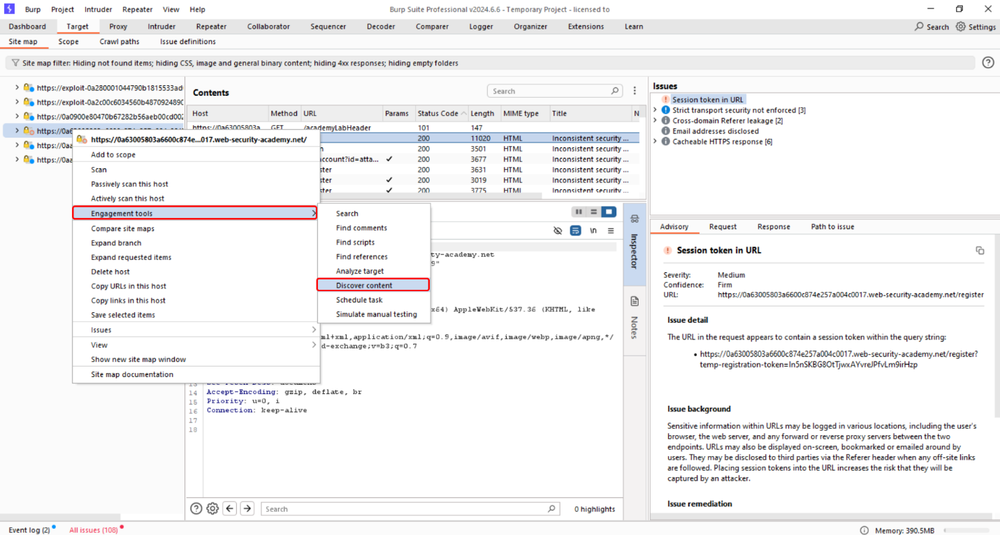 Burp Project Intruder Repeater View Help
Burp Suite Professional v2024.6.6 - Temporary Project - licensed to
Dashboard Target Proxy Intruder Repeater Collaborator Sequencer Decoder Comparer Logger Organizer Extensions Learn
Search Settings
Site map Scope Crawl paths Issue definitions
Site map filter: Hiding not found items; hiding CSS, image and general binary content; hiding 4xx responses; hiding empty folders
https://exploit-0a280001044790b1815533ad
https://exploit-0a2c00c6034560b487092489
https://0a0900e80470b67282b56aeb00cd002
https://0a6
https://0aa
https://0aa
https://0a63005803a6600c874e...017.web-security-academy.net/
Add to scope
Scan
Passively scan this host
Actively scan this host
Engagement tools
Compare site maps
Expand branch
Expand requested items
Delete host
Copy URLs in this host
Copy links in this host
Save selected items
Issues
View
Show new site map window
Site map documentation
Search
Find comments
Find scripts
Find references
Analyze target
Discover content
Schedule task
Simulate manual testing
Contents
Search
Host Method URL Params Status Code Length MIME type Title N
https://0a63005803a... GET /academyLabHeader 101 147
200 11020 HTML Inconsistent security ...
h 200 3501 HTML Inconsistent security ...
ccount?id=atta... ✓ 200 3677 HTML Inconsistent security ...
ster 200 3631 HTML Inconsistent security ...
ster ✓ 200 3019 HTML Inconsistent security ...
ster ✓ 200 3775 HTML Inconsistent security ...
\n
ty-academy.net
9"
x64) AppleWebKit/537.36 (KHTML, like
ml+xml,application/xml;q=0.9,image/avif,image/webp,image/apng,*/
d-exchange;v=b3;q=0.7
13
14 Accept-Encoding: gzip, deflate, br
15 Priority: u=0, i
16 Connection: keep-alive
17
18
Search
0 highlights
Inspector
Notes
Issues
Session token in URL
Strict transport security not enforced [3]
Cross-domain Referer leakage [2]
Email addresses disclosed
Cacheable HTTPS response [6]
Advisory Request Response Path to issue
Session token in URL
Severity: Medium
Confidence: Firm
URL: https://0a63005803a6600c874e257a004c0017.web-security-academy.net/register
Issue detail
The URL in the request appears to contain a session token within the query string:
• https://0a63005803a6600c874e257a004c0017.web-security-academy.net/register?
temp-registration-token=In5nSKBG8OtTjwxAYvreJPfvLm9irHzp
Issue background
Sensitive information within URLs may be logged in various locations, including the user's
browser, the web server, and any forward or reverse proxy servers between the two
endpoints. URLs may also be displayed on-screen, bookmarked or emailed around by
users. They may be disclosed to third parties via the Referer header when any off-site links
are followed. Placing session tokens into the URL increases the risk that they will be
captured by an attacker.
Issue remediation
Event log (2) All issues (108)
Memory: 390.5MB